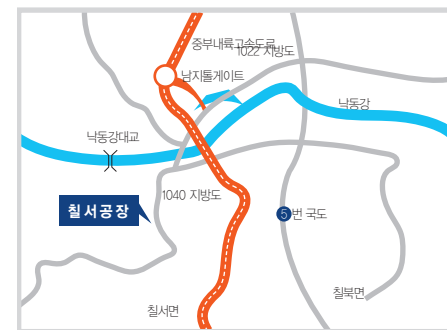 중부내륙고속도로
1022 지방도
남지톨게이트
낙동강
낙동강대교
1040 지방도
칠서공장
5번 국도
칠북면
칠서면